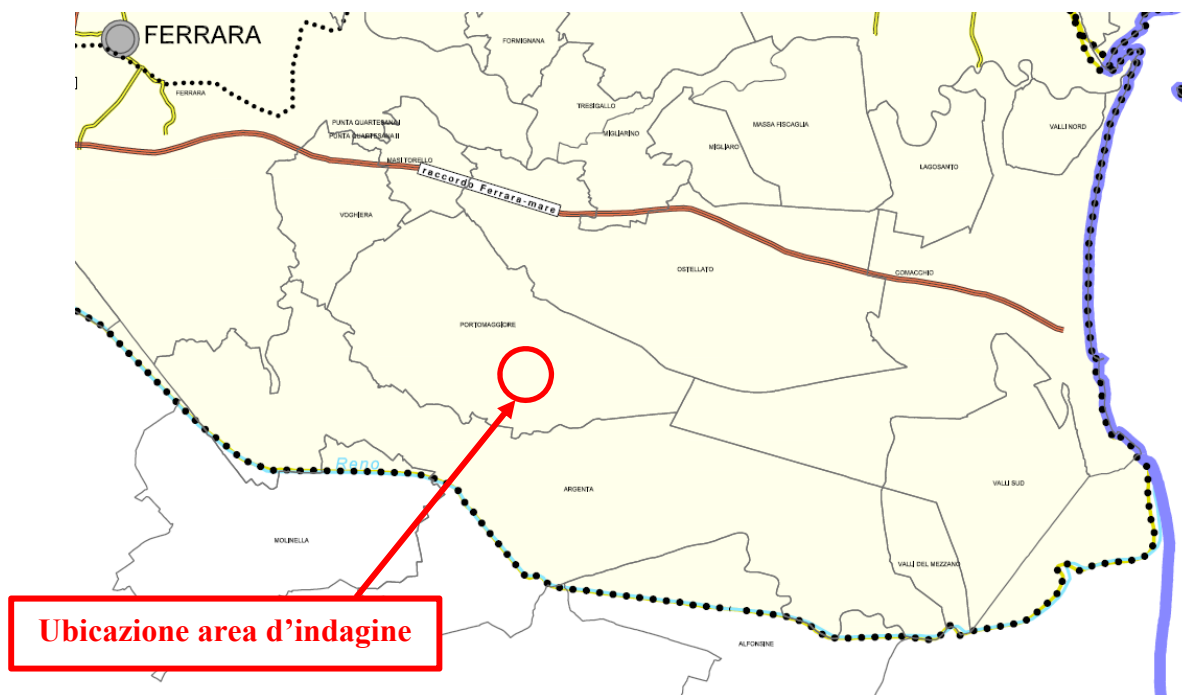 FERRARA
FORMIGNANA
FERRARA
TRESIGALLO
PUNTA QUARTESANA I
PUNTA QUARTESANA II
MIGLIARINO
MASSA FISCAGLIA
VALLI NORD
MIGLIARO
MASI TORELLO
raccordo Ferrara-mare
LAGOSANTO
VOGHIERA
OSTELLATO
COMACCHIO
PORTOMAGGIORE
Reno
ARGENTA
VALLI SUD
MOLINELLA
VALLI DEL MEZZANO
Ubicazione area d’indagine
ALFONSINE